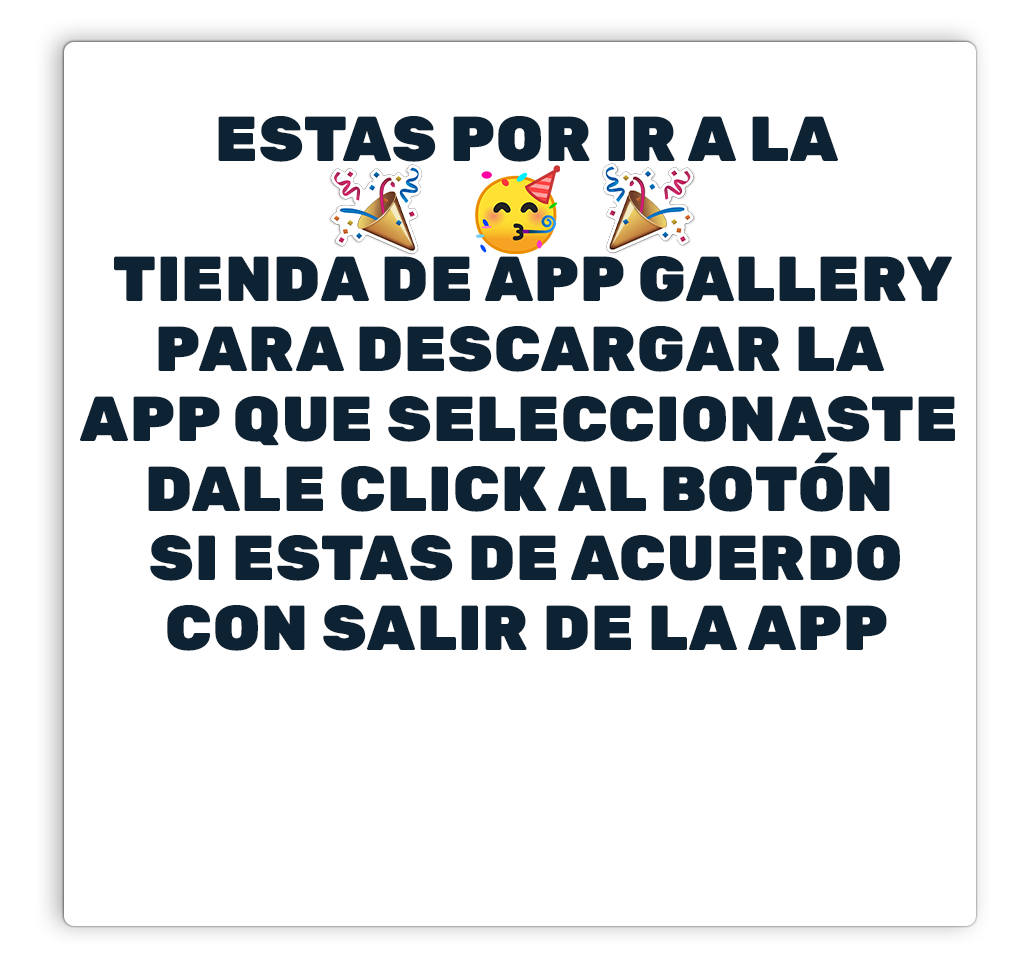 ESTAS POR IR A LA
TIENDA DE APP GALLERY
PARA DESCARGAR LA
APP QUE SELECCIONASTE
DALE CLICK AL BOTÓN
SI ESTAS DE ACUERDO
CON SALIR DE LA APP